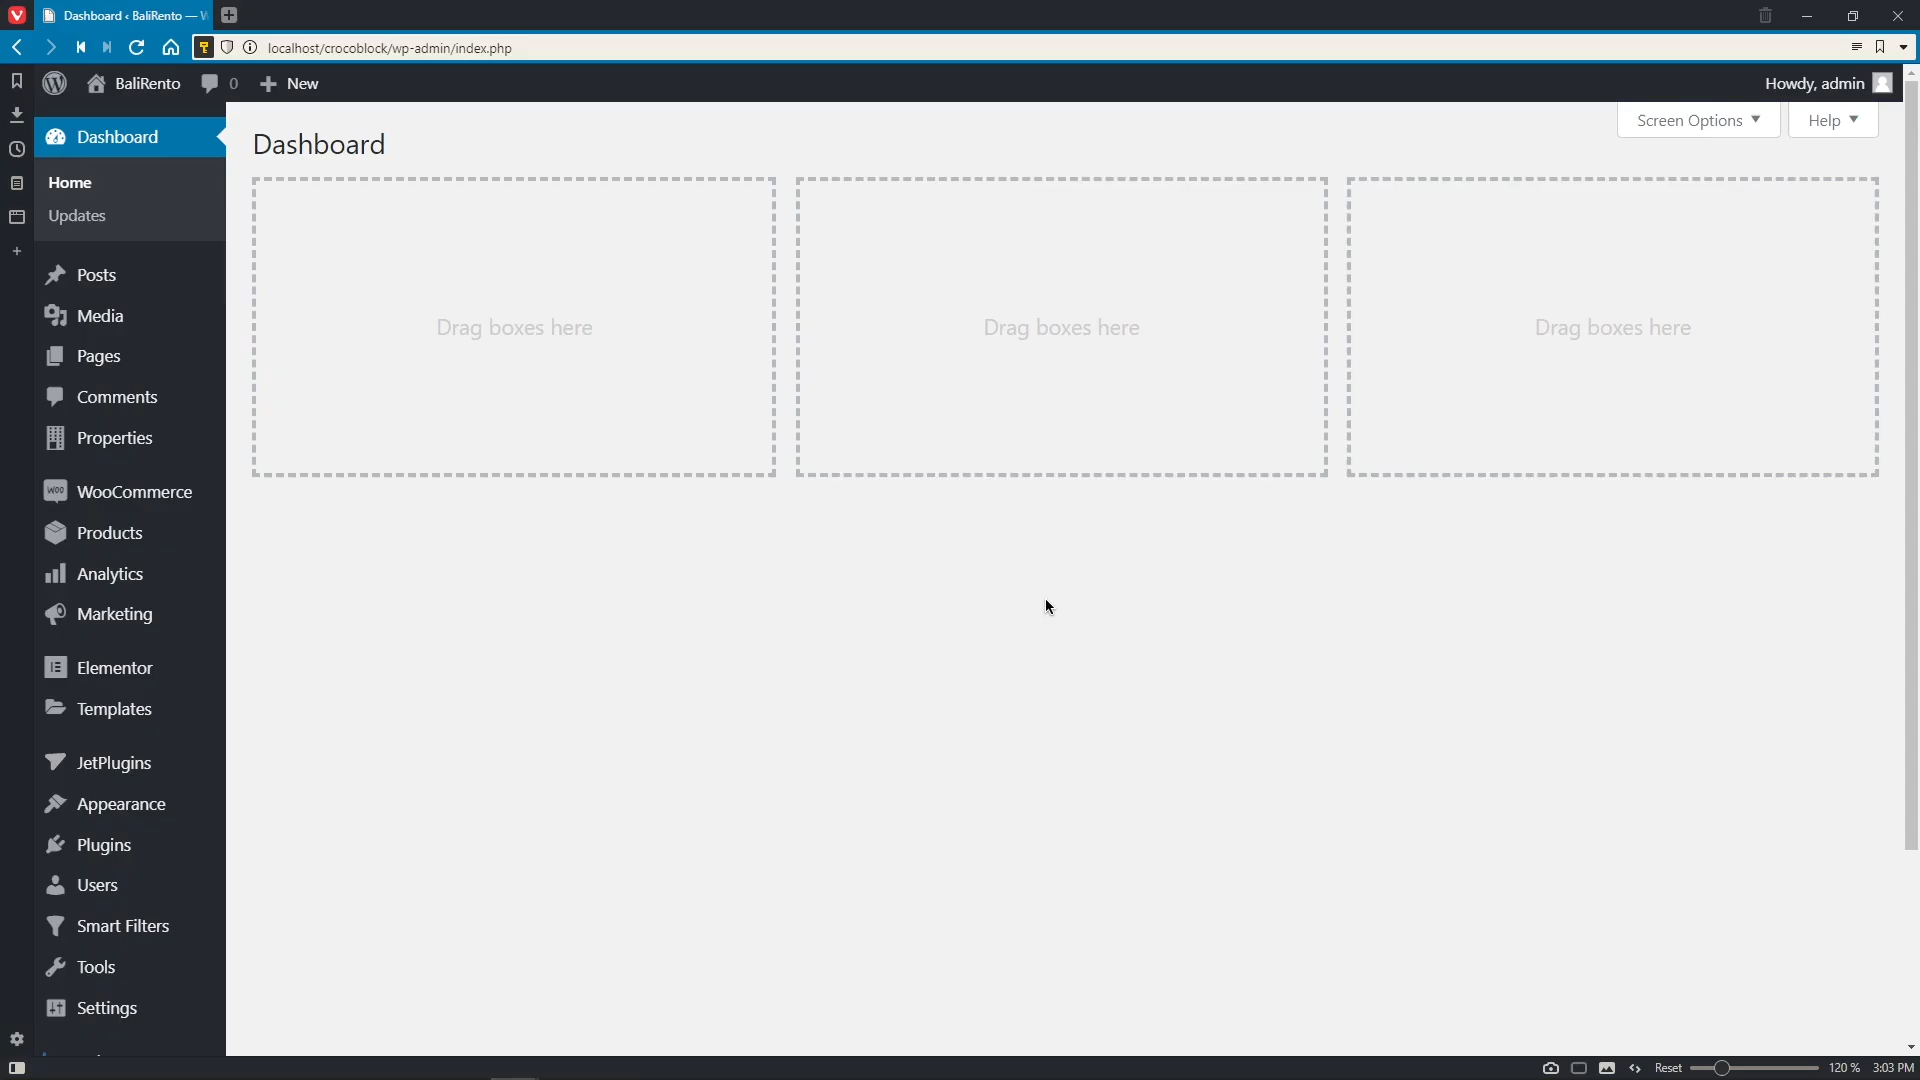 Dashboard ‹ BaliRento —
localhost/crocoblock/wp-admin/index.php
BaliRento
0
New
Howdy, admin
Screen Options
Help
Dashboard
Dashboard
Home
Updates
Drag boxes here
Drag boxes here
Drag boxes here
Posts
Media
Pages
Comments
Properties
WOO
WooCommerce
Products
Analytics
Marketing
Elementor
Templates
JetPlugins
Appearance
Plugins
Users
Smart Filters
Tools
Settings
Reset
120 %
3:03 PM